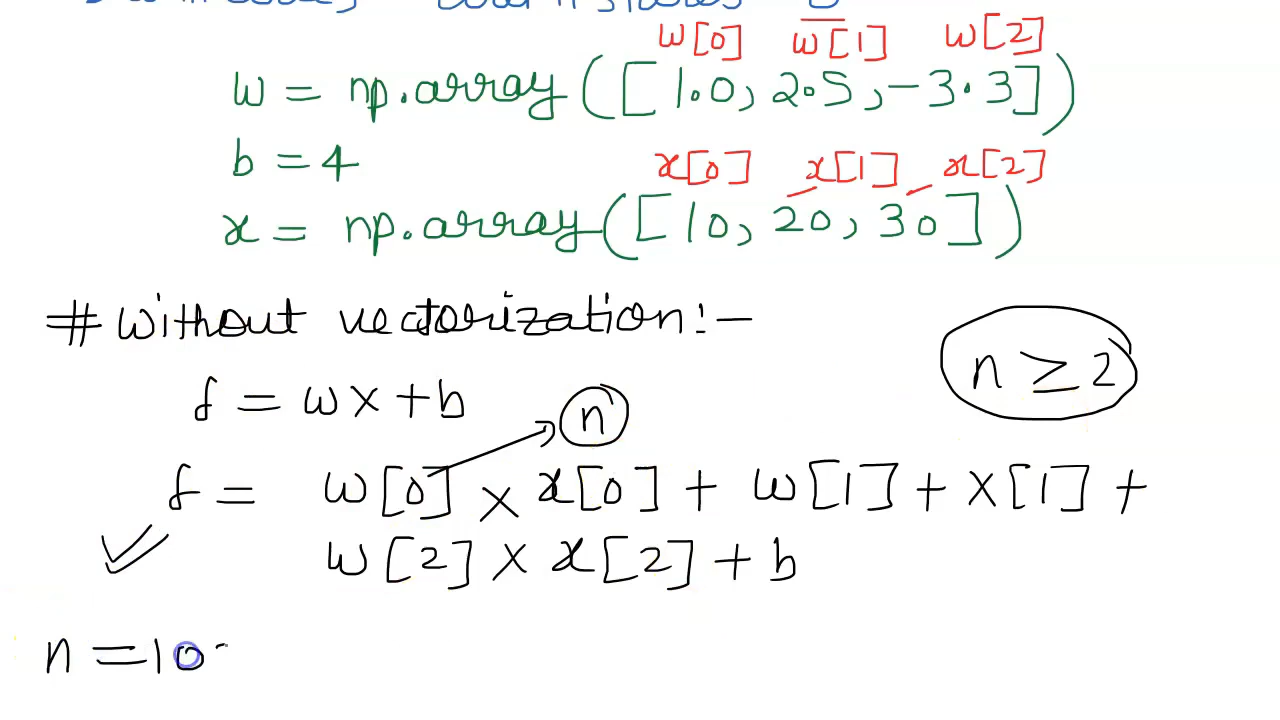 w[0] w[1] w[2]
w = np.array([1.0, 2.5, -3.3])
b = 4
x[0] x[1] x[2]
x = np.array([10, 20, 30])
# Without vectorization:-
n ≥ 2
f = wx+b
n
f = w[0] × x[0] + w[1] + x[1] +
w[2] × x[2] + b
n = 10